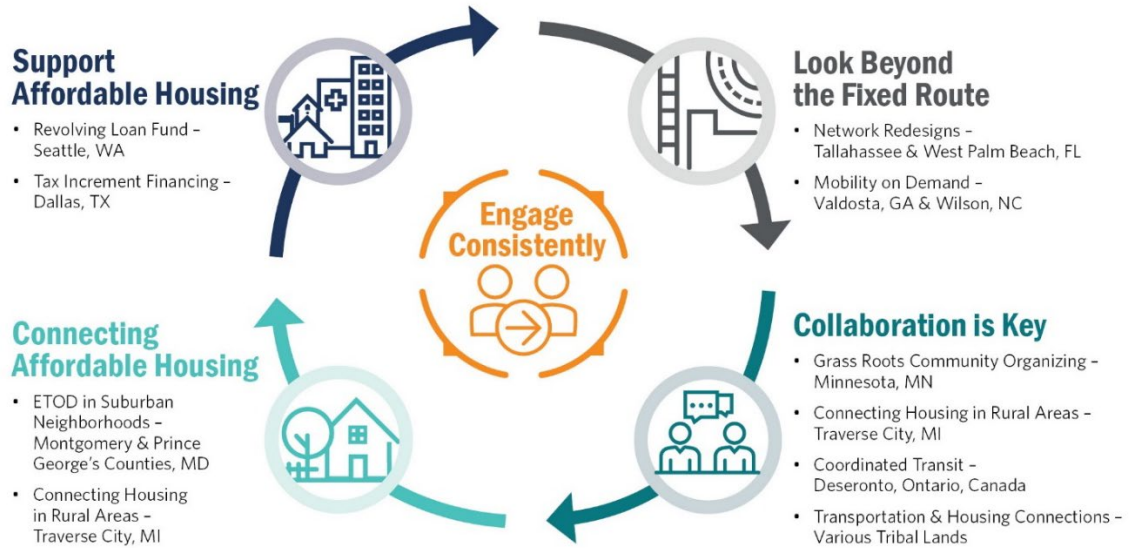 Support
Affordable Housing
• Revolving Loan Fund –
Seattle, WA
• Tax Increment Financing –
Dallas, TX
Look Beyond
the Fixed Route
• Network Redesigns –
Tallahassee & West Palm Beach, FL
• Mobility on Demand –
Valdosta, GA & Wilson, NC
Engage
Consistently
Connecting
Affordable Housing
• ETOD in Suburban
Neighborhoods –
Montgomery & Prince
George's Counties, MD
• Connecting Housing
in Rural Areas –
Traverse City, MI
Collaboration is Key
• Grass Roots Community Organizing –
Minnesota, MN
• Connecting Housing in Rural Areas –
Traverse City, MI
• Coordinated Transit –
Deseronto, Ontario, Canada
• Transportation & Housing Connections –
Various Tribal Lands